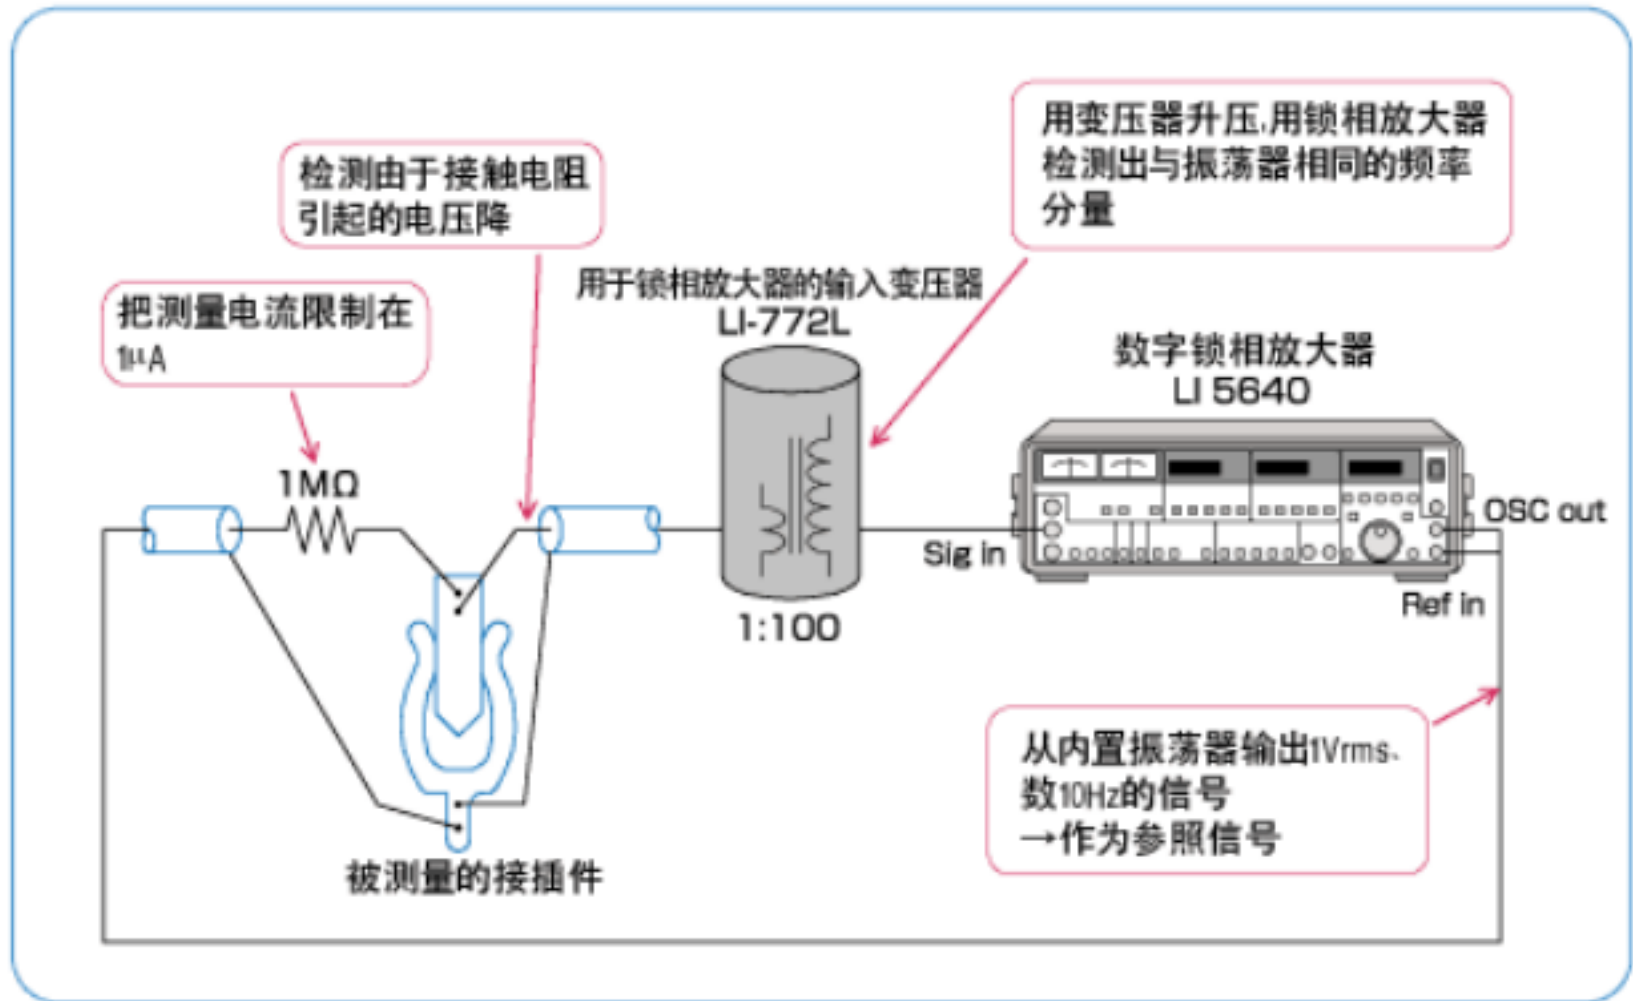 用变压器升压,用锁相放大器
检测出与振荡器相同的频率
分量
检测由于接触电阻
引起的电压降
用于锁相放大器的输入变压器
LI-772L
把测量电流限制在
1μA
数字锁相放大器
LI 5640
1MΩ
OSC out
Sig in
Ref in
1:100
从内置振荡器输出1Vrms、
数10Hz的信号
→作为参照信号
被测量的接插件